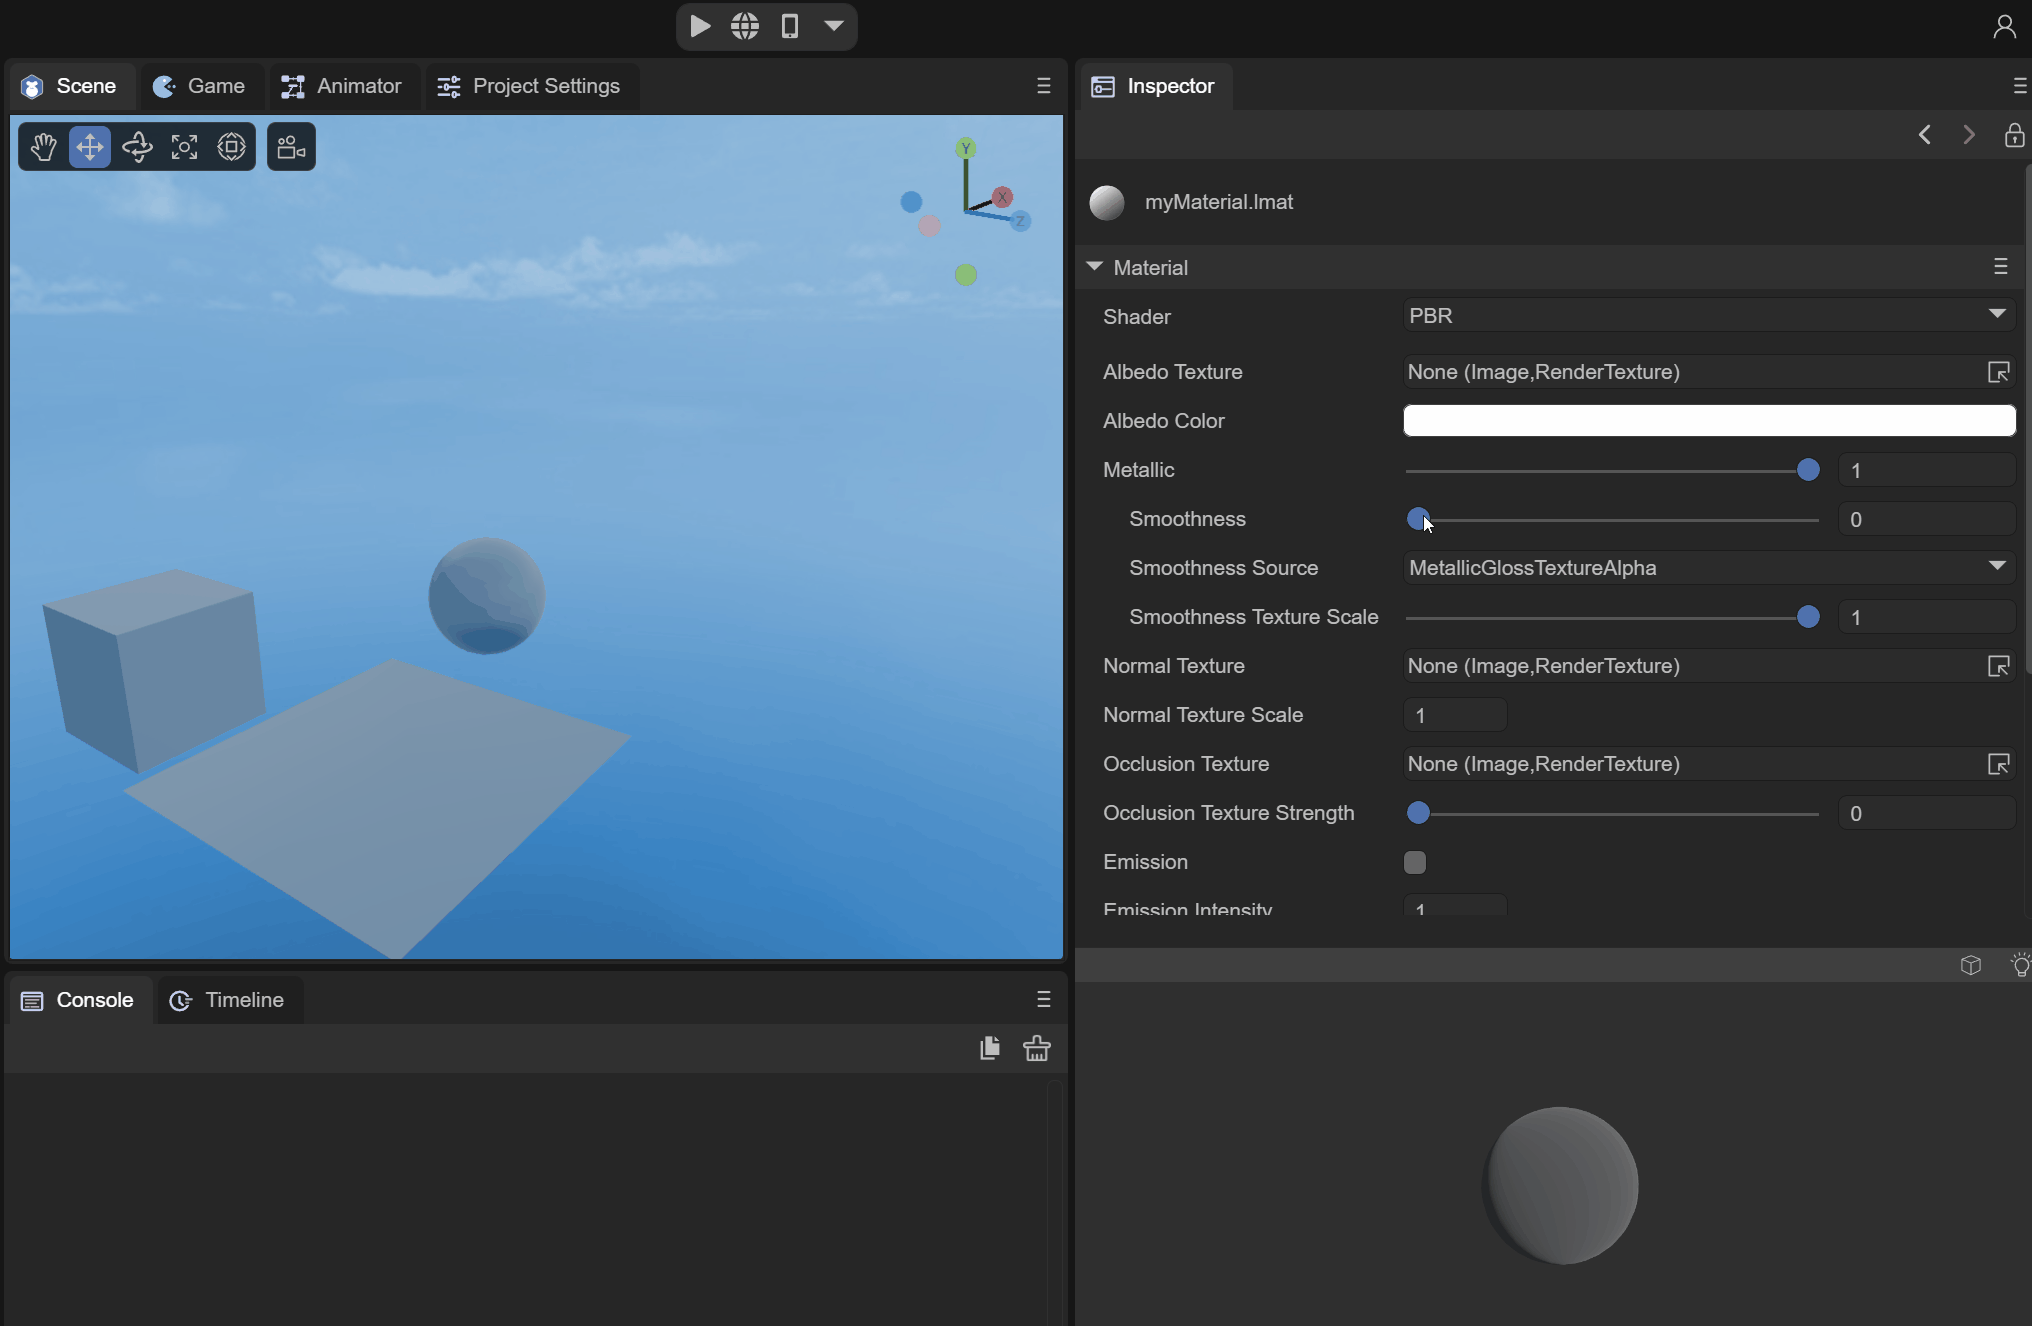 Scene
Game
Animator
Project Settings
Inspector
Y
X
Z
myMaterial.lmat
Material
Shader
PBR
Albedo Texture
None (Image,RenderTexture)
Albedo Color
Metallic
1
Smoothness
0
Smoothness Source
MetallicGlossTextureAlpha
Smoothness Texture Scale
1
Normal Texture
None (Image,RenderTexture)
Normal Texture Scale
1
Occlusion Texture
None (Image,RenderTexture)
Occlusion Texture Strength
0
Emission
Emission Intensity
1
Console
Timeline